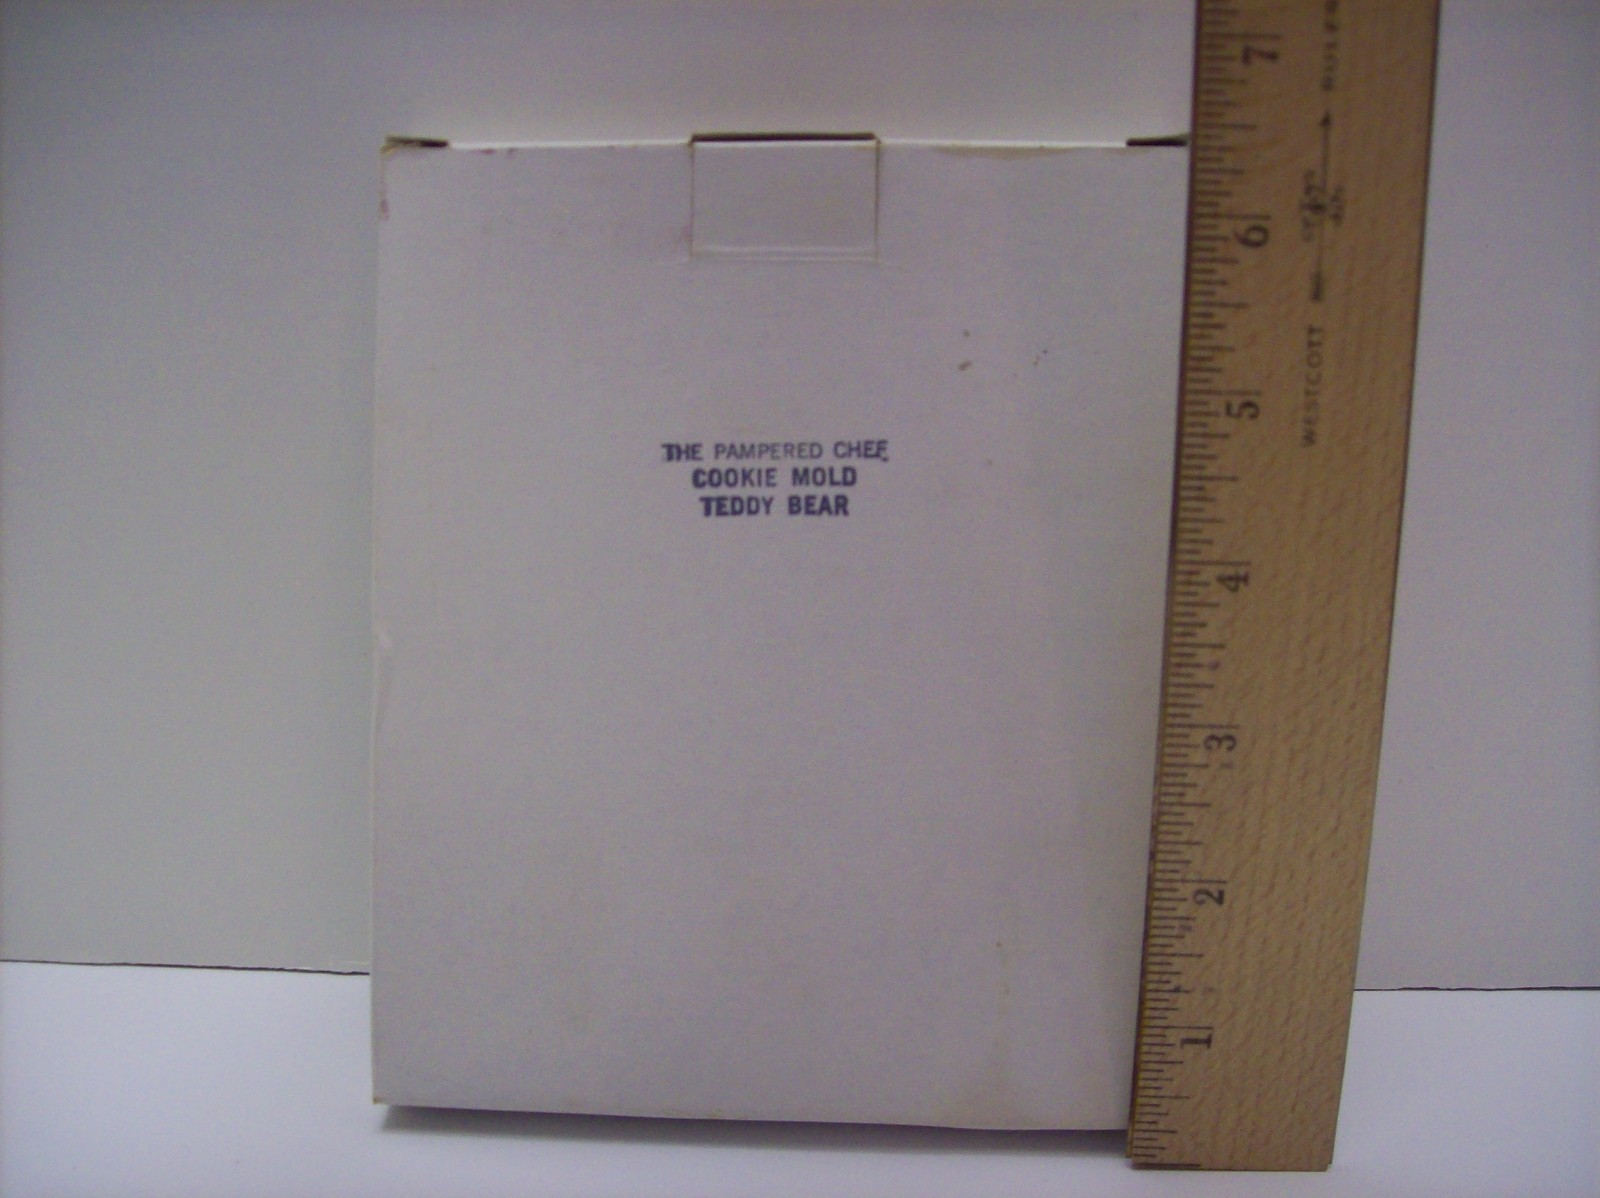 THE PAMPERED CHEF
COOKIE MOLD
TEDDY BEAR
7
6
5
4
3
2
1
WESTCOTT